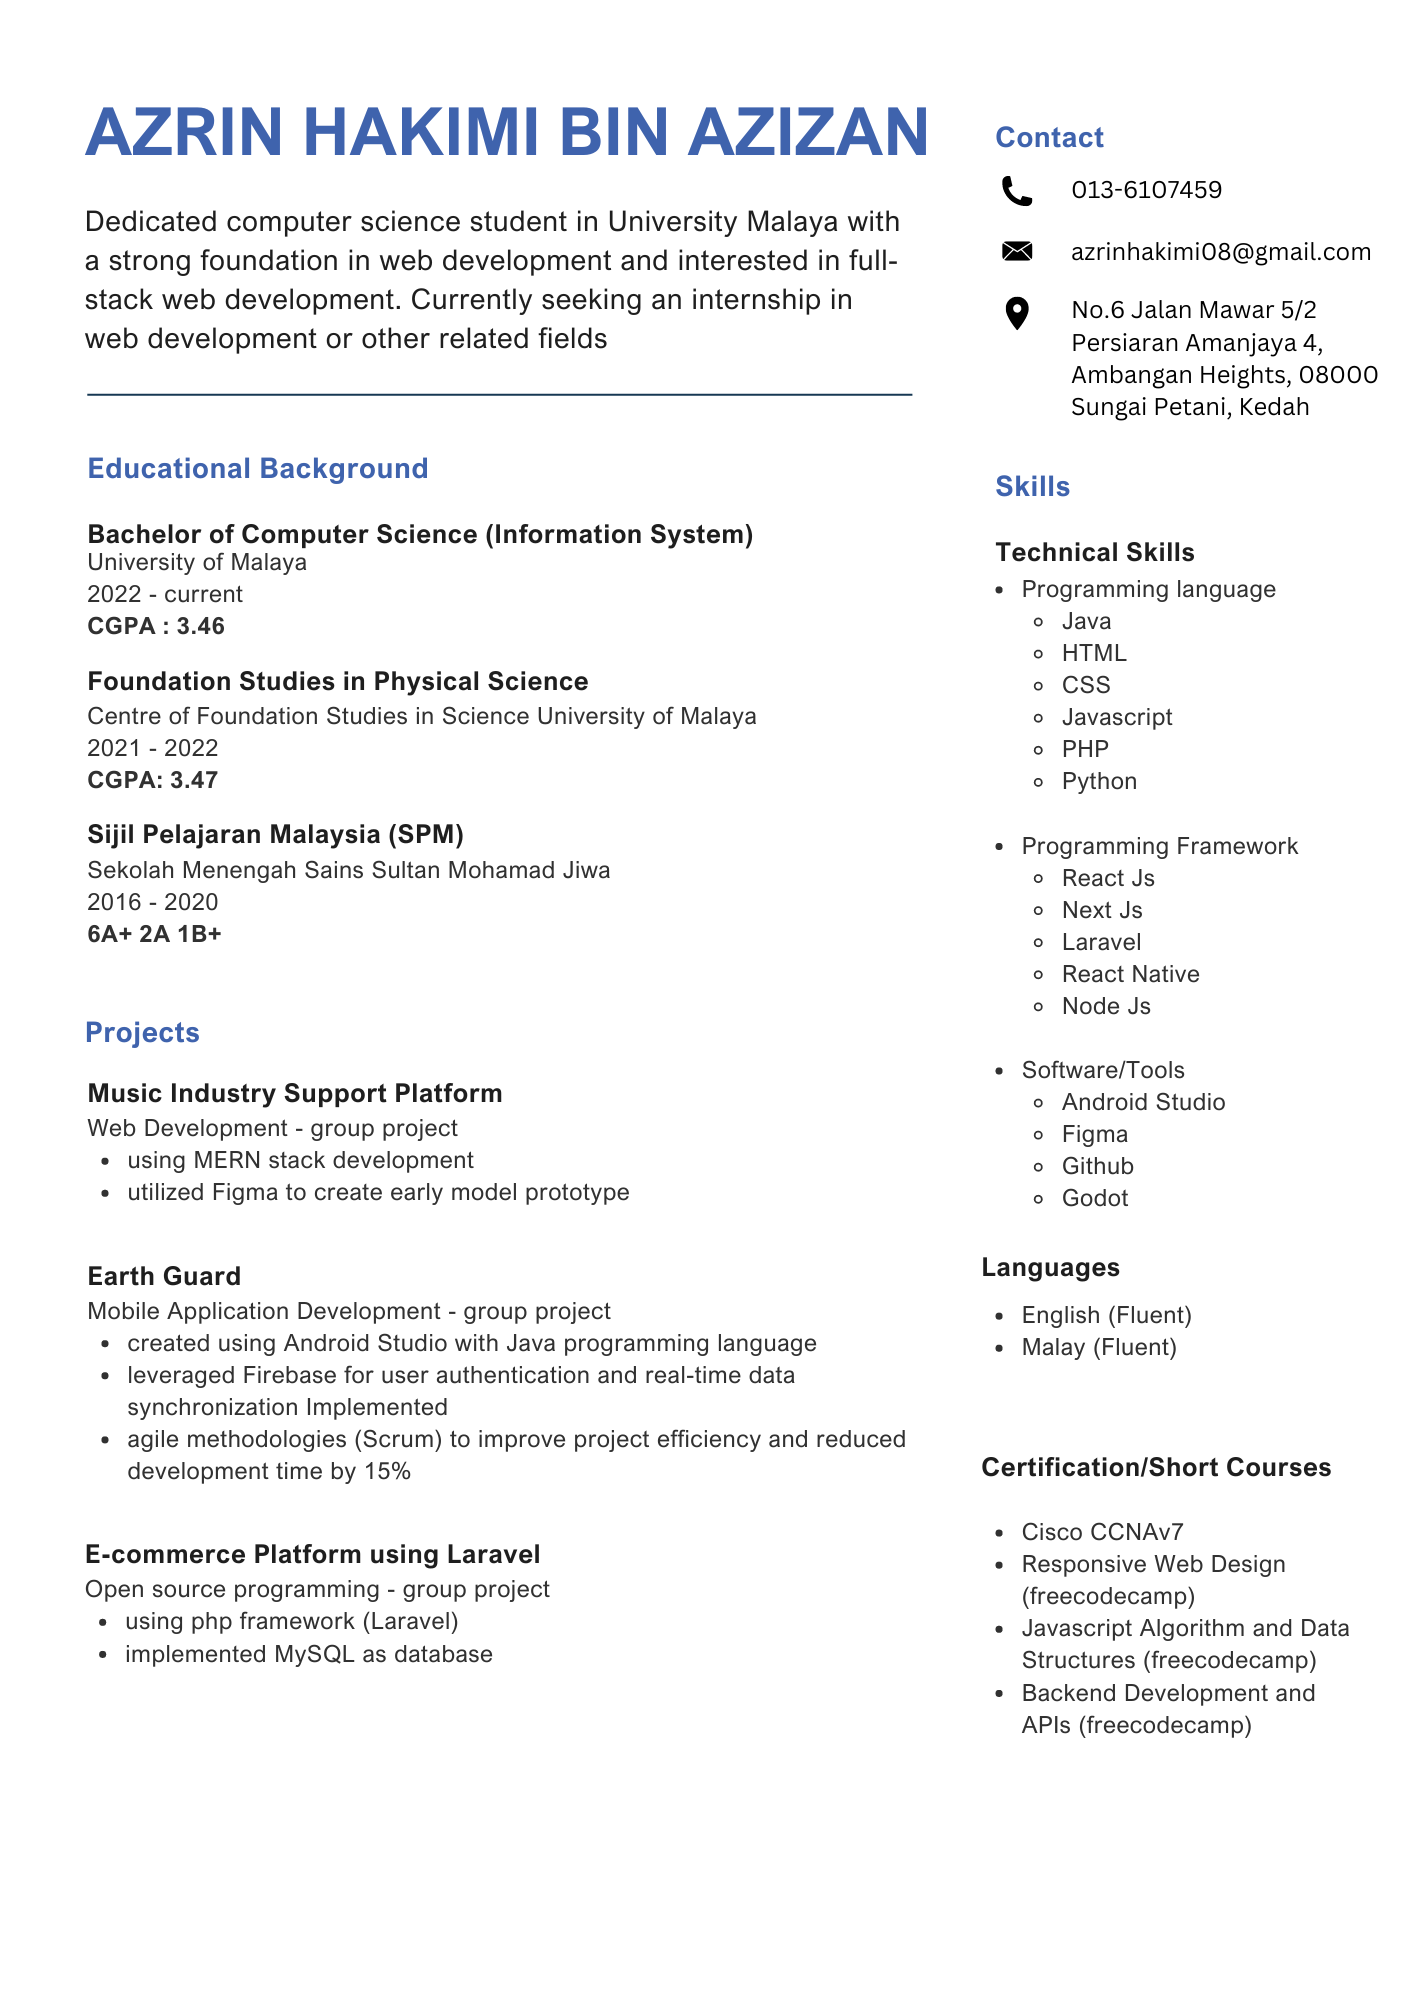 AZRIN HAKIMI BIN AZIZAN
Dedicated computer science student in University Malaya with
a strong foundation in web development and interested in full-
stack web development. Currently seeking an internship in
web development or other related fields
Educational Background
Bachelor of Computer Science (Information System)
University of Malaya
2022 - current
CGPA : 3.46
Foundation Studies in Physical Science
Centre of Foundation Studies in Science University of Malaya
2021 - 2022
CGPA: 3.47
Sijil Pelajaran Malaysia (SPM)
Sekolah Menengah Sains Sultan Mohamad Jiwa
2016 - 2020
6A+ 2A 1B+
Projects
Music Industry Support Platform
Web Development - group project
• using MERN stack development
• utilized Figma to create early model prototype
Earth Guard
Mobile Application Development - group project
• created using Android Studio with Java programming language
• leveraged Firebase for user authentication and real-time data
synchronization Implemented
• agile methodologies (Scrum) to improve project efficiency and reduced
development time by 15%
E-commerce Platform using Laravel
Open source programming - group project
• using php framework (Laravel)
• implemented MySQL as database
Contact
013-6107459
azrinhakimi08@gmail.com
No.6 Jalan Mawar 5/2
Persiaran Amanjaya 4,
Ambangan Heights, 08000
Sungai Petani, Kedah
Skills
Technical Skills
• Programming language
◦ Java
◦ HTML
◦ CSS
◦ Javascript
◦ PHP
◦ Python
• Programming Framework
◦ React Js
◦ Next Js
◦ Laravel
◦ React Native
◦ Node Js
• Software/Tools
◦ Android Studio
◦ Figma
◦ Github
◦ Godot
Languages
• English (Fluent)
• Malay (Fluent)
Certification/Short Courses
• Cisco CCNAv7
• Responsive Web Design
(freecodecamp)
• Javascript Algorithm and Data
Structures (freecodecamp)
• Backend Development and
APIs (freecodecamp)